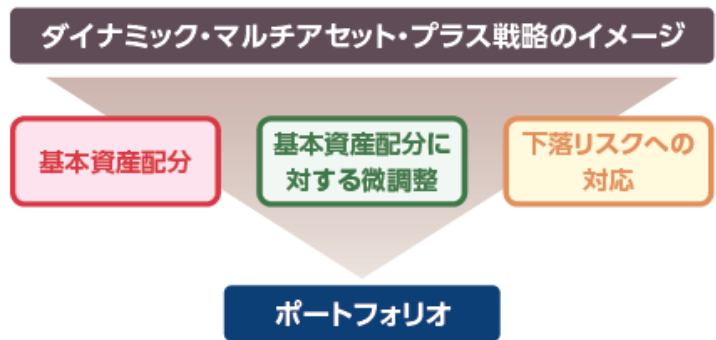 ダイナミック・マルチアセット・プラス戦略のイメージ
基本資産配分
基本資産配分に
対する微調整
下落リスクへの
対応
ポートフォリオ